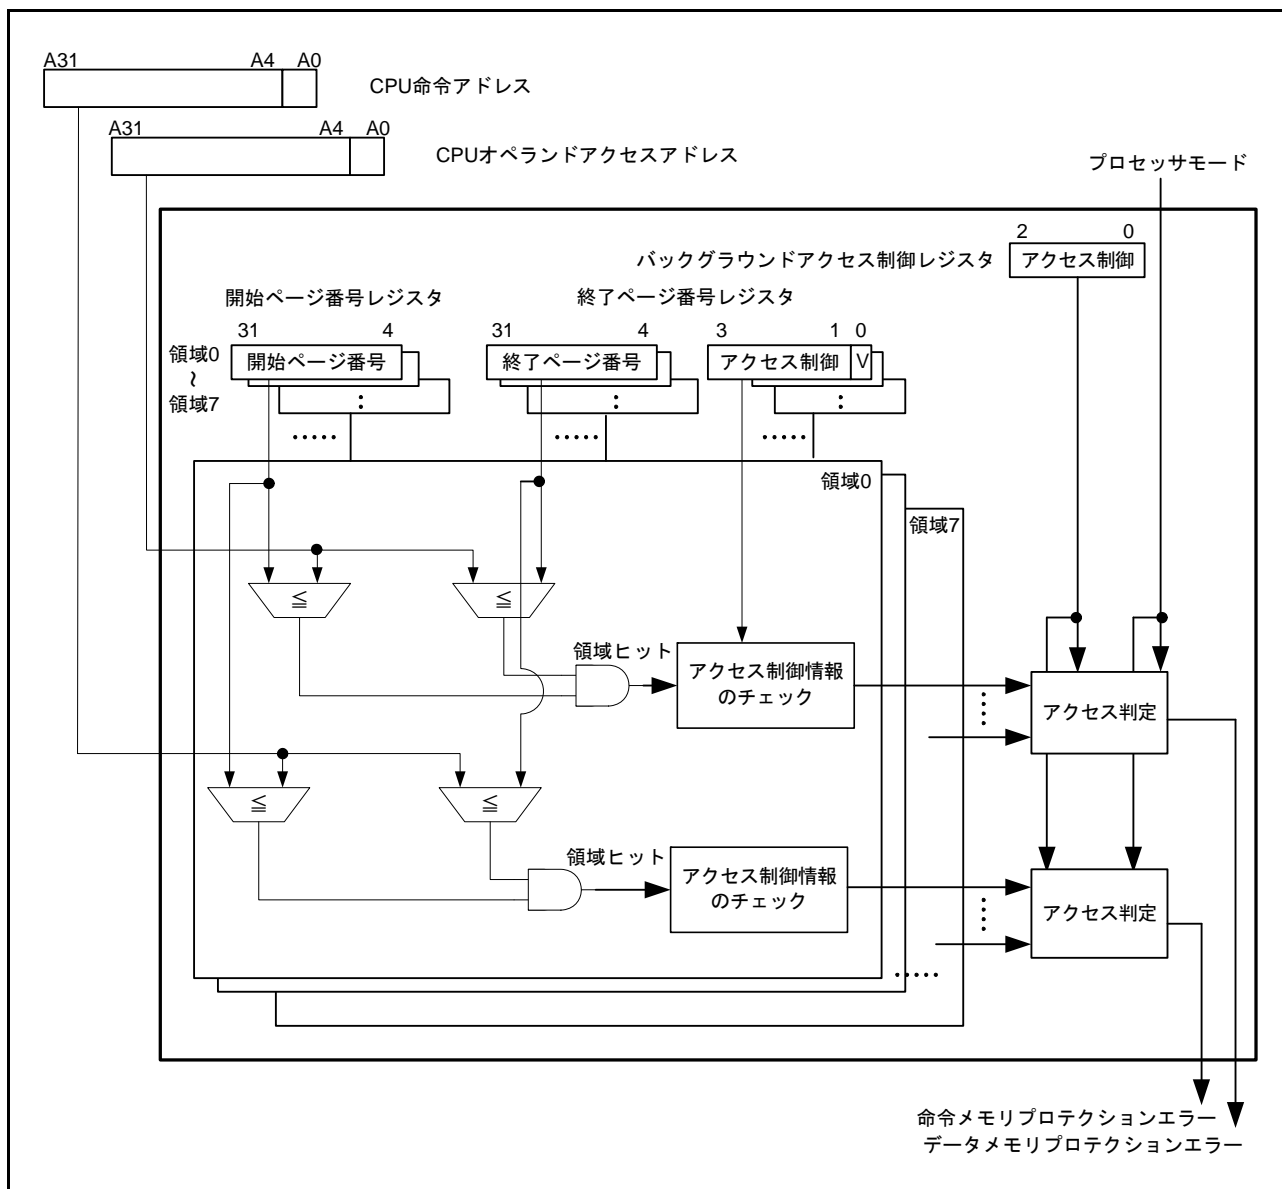 A31 A4 A0
CPU命令アドレス
A31 A4 A0
CPUオペランドアクセスアドレス
プロセッサモード
2 0
バックグラウンドアクセス制御レジスタ アクセス制御
開始ページ番号レジスタ 終了ページ番号レジスタ
31 4 31 4 3 1 0
領域0 開始ページ番号 終了ページ番号 アクセス制御 V
~
領域7
: : :
..... ..... .....
領域0
領域7
≦ ≦
領域ヒット
アクセス制御情報
のチェック
アクセス判定
≦ ≦
領域ヒット
アクセス制御情報
のチェック
アクセス判定
.....
命令メモリプロテクションエラー
データメモリプロテクションエラー